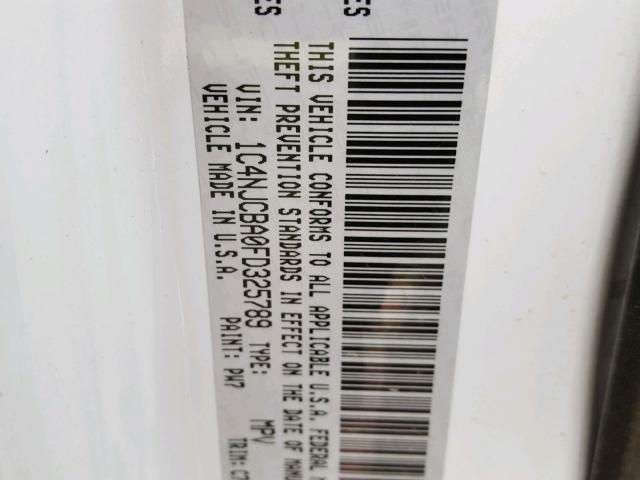 THIS VEHICLE CONFORMS TO ALL APPLICABLE U.S.A. FEDERAL
THEFT PREVENTION STANDARDS IN EFFECT ON THE DATE OF
VIN: 1C4NJCBA0FD325789 TYPE: MPV
VEHICLE MADE IN U.S.A. PAINT: PW7 TRIM: